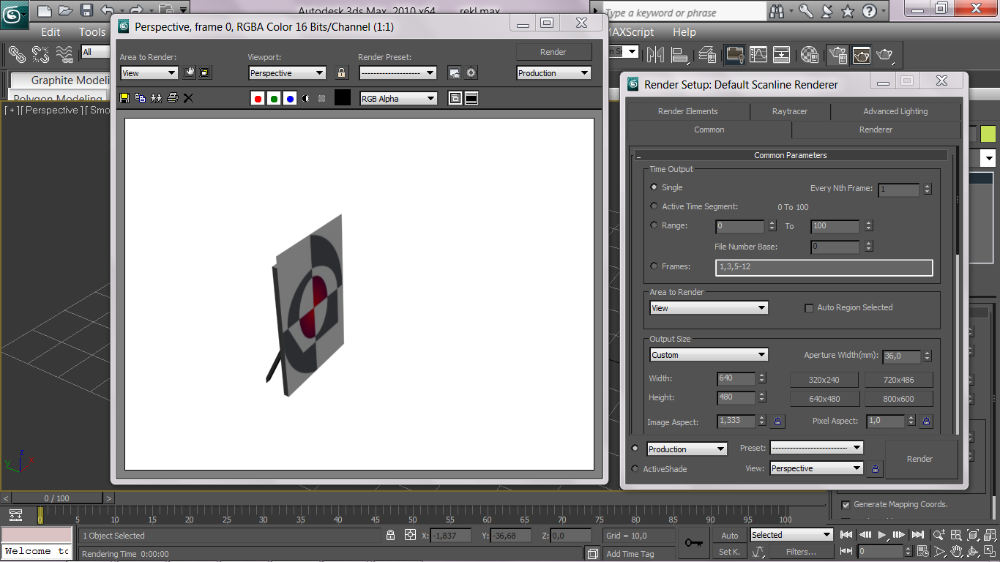 Autodesk 3ds Max 2010 x64 rekl.max
Type a keyword or phrase
Edit Tools
MAXScript Help
All
Graphite Modeli
Polygon Modeling
[ + ][ Perspective ][ Smo
Perspective, frame 0, RGBA Color 16 Bits/Channel (1:1)
Area to Render: Viewport: Render Preset: Render
View Perspective Production
RGB Alpha
Render Setup: Default Scanline Renderer
Render Elements Raytracer Advanced Lighting
Common Renderer
Common Parameters
Time Output
Single Every Nth Frame: 1
Active Time Segment: 0 To 100
Range: 0 To 100
File Number Base: 0
Frames: 1,3,5-12
Area to Render
View Auto Region Selected
Output Size
Custom Aperture Width(mm): 36,0
Width: 640 320x240 720x486
Height: 480 640x480 800x600
Image Aspect: 1,333 Pixel Aspect: 1,0
Production Preset:
ActiveShade View: Perspective
Render
z
y x
0 / 100
Generate Mapping Coords.
0 5 10 15 20 25 30 35 40 45 50 55 60 65 70 75 80 85 90 95 100
1 Object Selected X: -1,837 Y: -36,68 Z: 0,0 Grid = 10,0 Auto Selected
Welcome to
Rendering Time 0:00:00 Add Time Tag Set K. Filters... 0